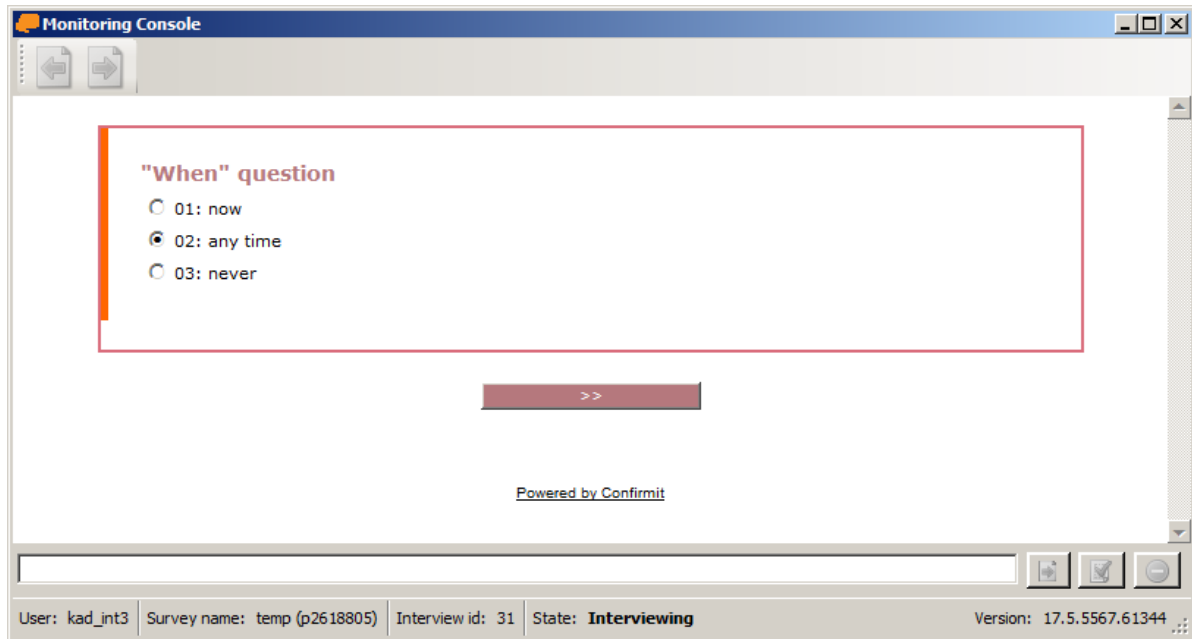 Monitoring Console
"When" question
01: now
02: any time
03: never
>>
Powered by Confirmit
User: kad_int3 Survey name: temp (p2618805) Interview id: 31 State: Interviewing Version: 17.5.5567.61344